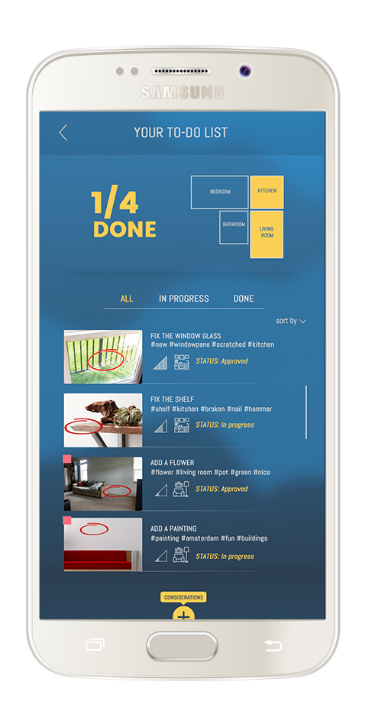 SAMSUNG
YOUR TO-DO LIST
1/4
DONE
BEDROOM
KITCHEN
BATHROOM
LIVING
ROOM
ALL IN PROGRESS DONE
sort by
FIX THE WINDOW GLASS
#new #windowpane #scratched #kitchen
STATUS: Approved
FIX THE SHELF
#shelf #kitchen #brakon #nail #hammer
STATUS: In progress
ADD A FLOWER
#flower #living room #pet #green #nice
STATUS: Approved
ADD A PAINTING
#painting #amsterdam #fun #buildings
STATUS: In progress
CONSIDERATIONS
+